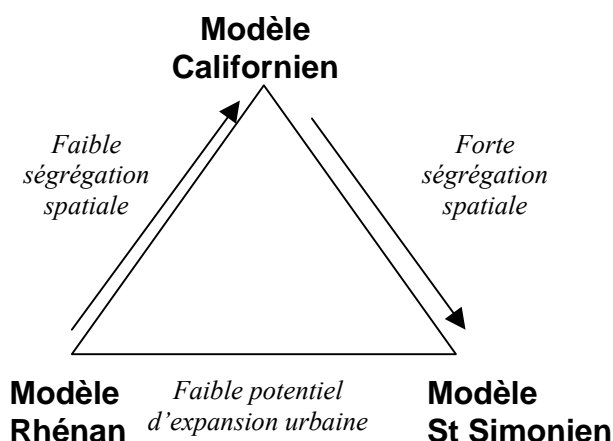 Modèle
Californien
Faible
ségrégation
spatiale
Forte
ségrégation
spatiale
Modèle
Rhénan
Faible potentiel
d'expansion urbaine
Modèle
St Simonien